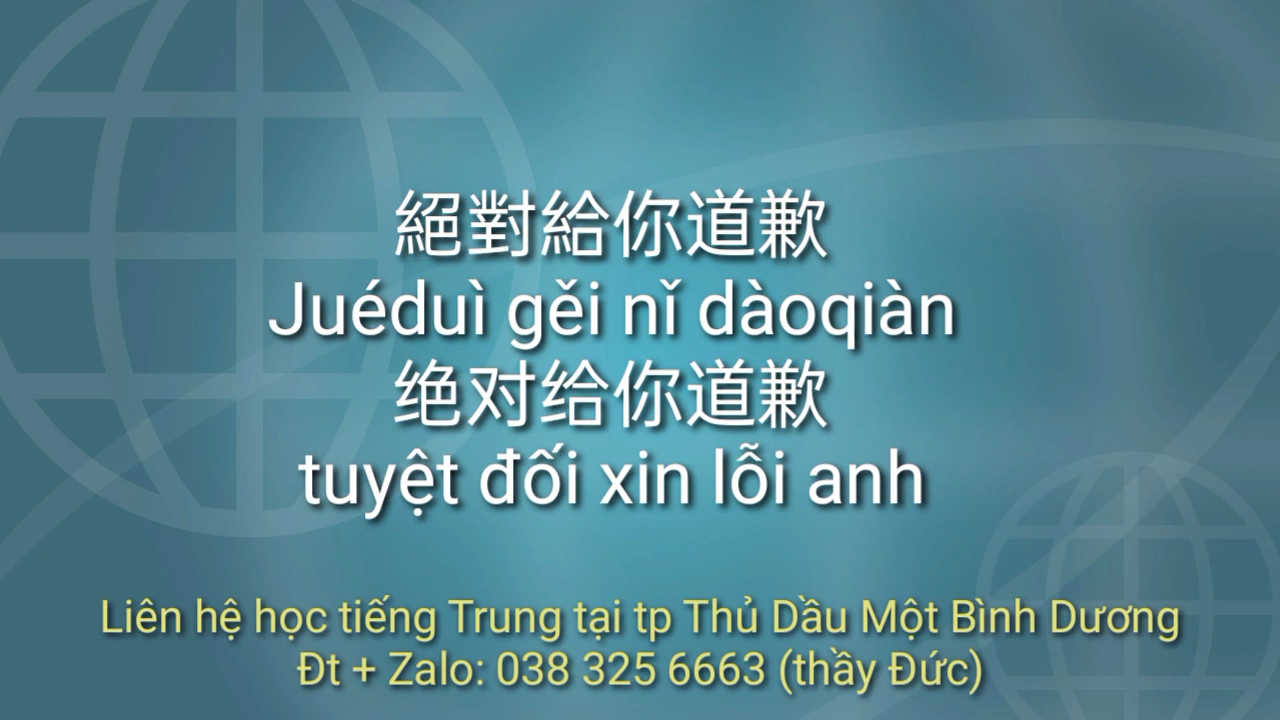 絕對給你道歉
Juéduì gěi nǐ dàoqiàn
绝对给你道歉
tuyệt đối xin lỗi anh
Liên hệ học tiếng Trung tại tp Thủ Dầu Một Bình Dương
Đt + Zalo: 038 325 6663 (thầy Đức)